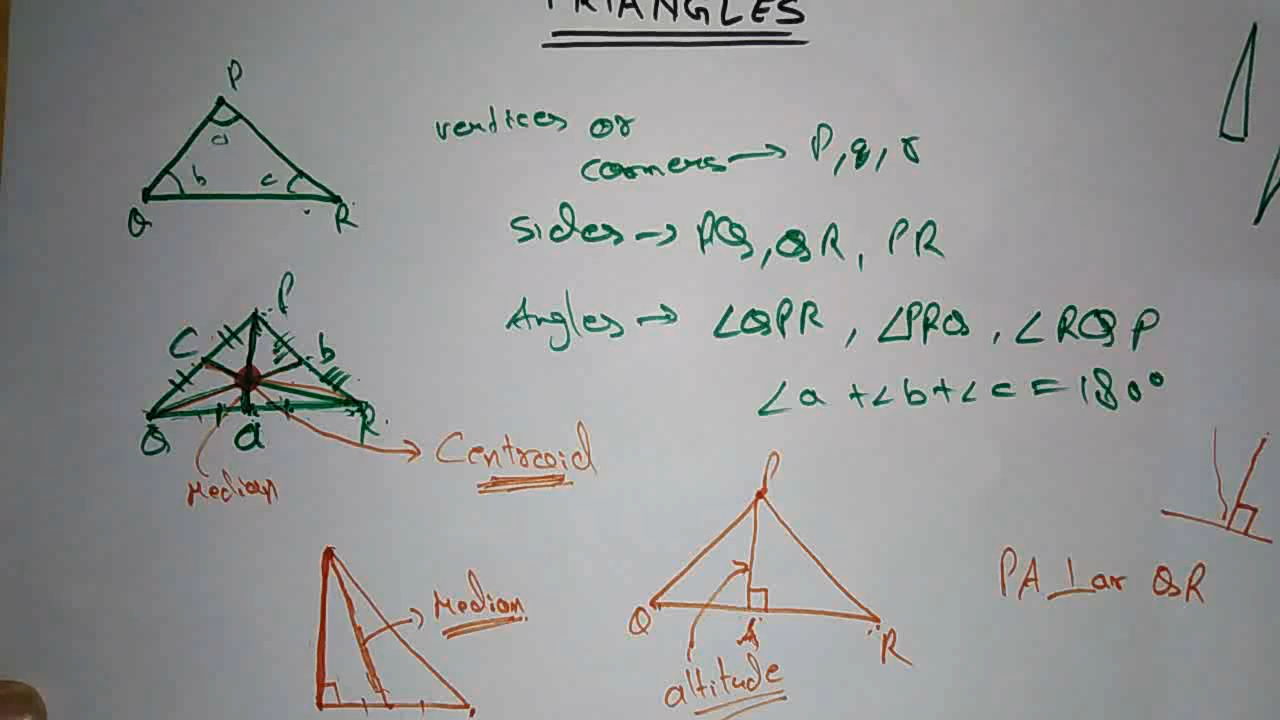 TRIANGLES
P
a
b
c
Q
R
vertices or
corners → P, q, r
Sides → PQ, QR, PR
Angles → ∠QPR, ∠PRQ, ∠RQP
∠a + ∠b + ∠c = 180°
P
C
b
Q
a
R
Median
Centroid
Median
P
Q
A
R
altitude
PA ⊥ar QR